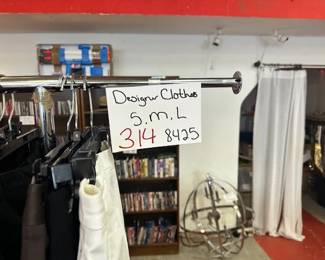 Designer Clothes
S.M.L
314 8425